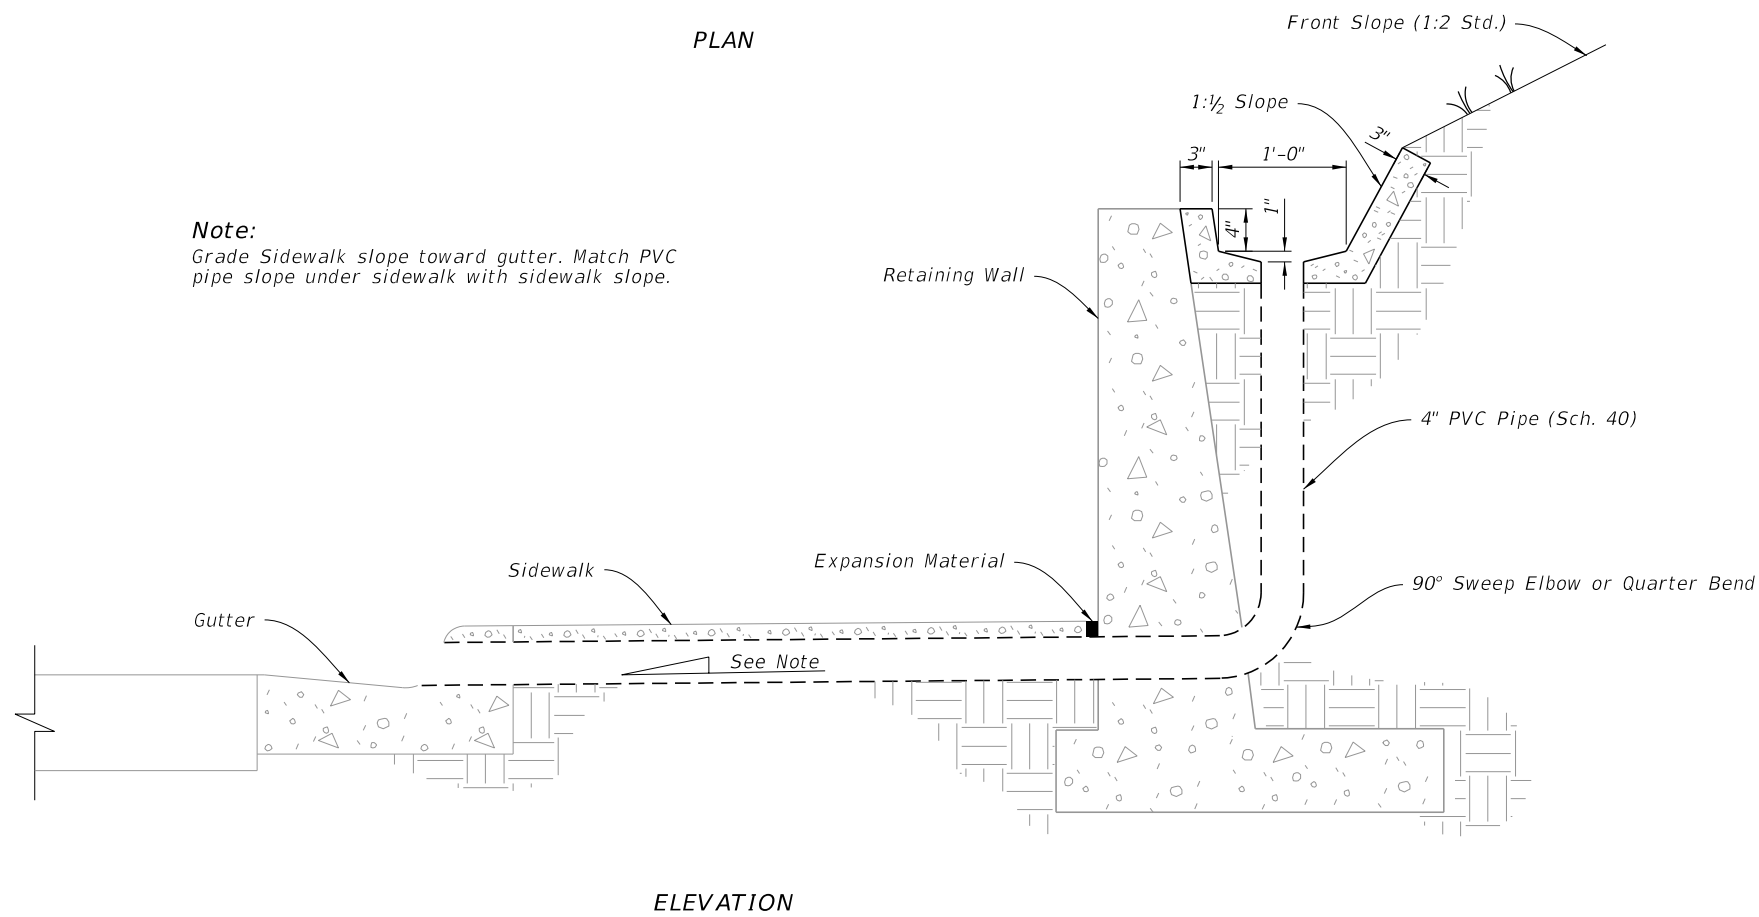 PLAN
Front Slope (1:2 Std.)
1:½ Slope
3"
3"
1'-0"
1"
4"
Note:
Grade Sidewalk slope toward gutter. Match PVC
pipe slope under sidewalk with sidewalk slope.
Retaining Wall
4" PVC Pipe (Sch. 40)
Expansion Material
Sidewalk
90° Sweep Elbow or Quarter Bend
Gutter
See Note
ELEVATION